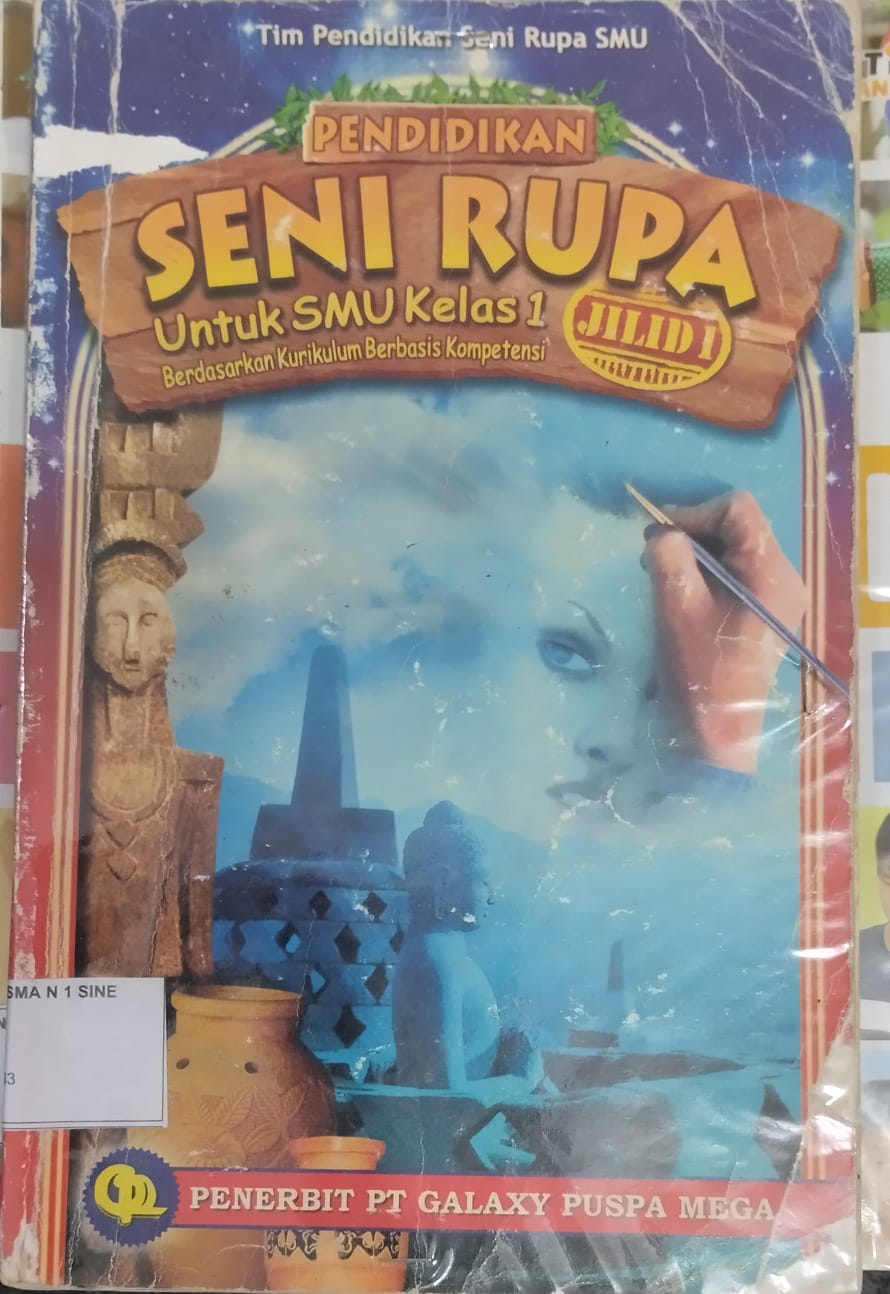 Tim Pendidikan Seni Rupa SMU
PENDIDIKAN
SENI RUPA
Untuk SMU Kelas 1
JILID 1
Berdasarkan Kurikulum Berbasis Kompetensi
SMA N 1 SINE
PENERBIT PT GALAXY PUSPA MEGA